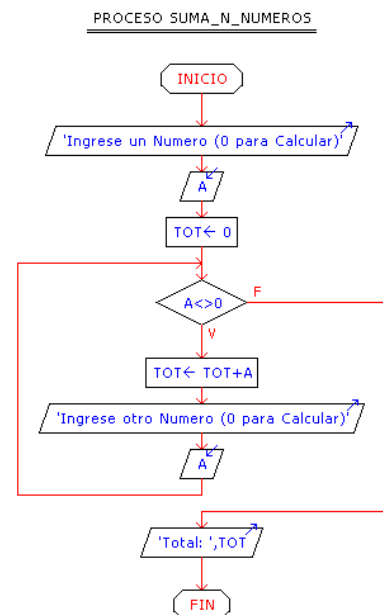 PROCESO SUMA_N_NUMEROS
INICIO
'Ingrese un Numero (0 para Calcular)'
A
TOT← 0
A<>0
F
V
TOT← TOT+A
'Ingrese otro Numero (0 para Calcular)'
A
'Total: ',TOT
FIN